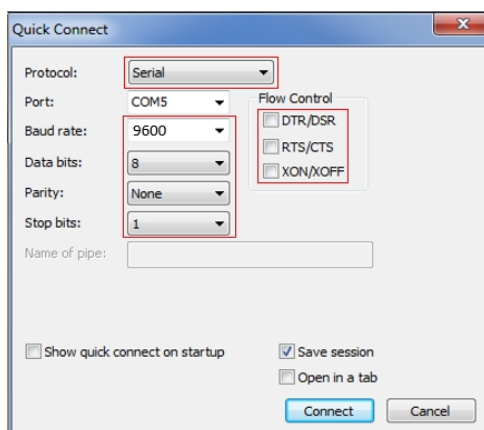 Quick Connect
Protocol: Serial
Port: COM5
Flow Control
Baud rate: 9600
DTR/DSR
Data bits: 8
RTS/CTS
Parity: None
XON/XOFF
Stop bits: 1
Name of pipe:
Show quick connect on startup
Save session
Open in a tab
Connect
Cancel